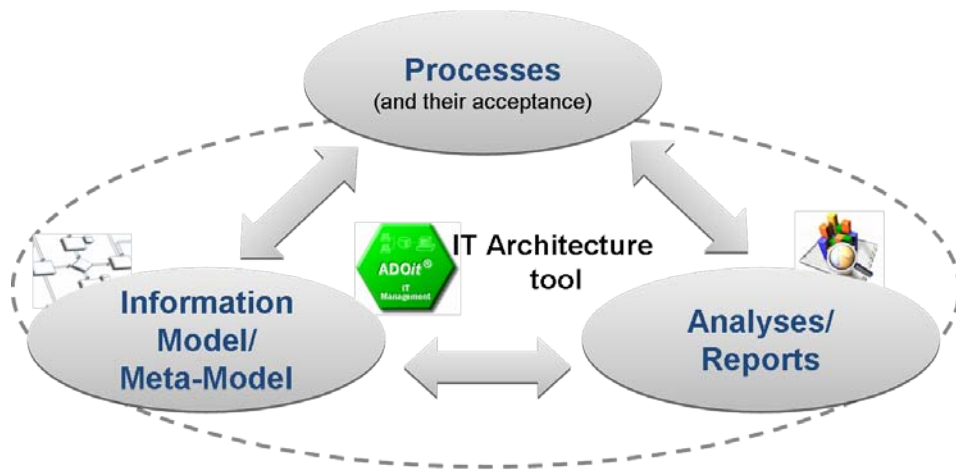 Processes
(and their acceptance)
IT Architecture
tool
ADOit®
IT
Management
Information
Model/
Meta-Model
Analyses/
Reports